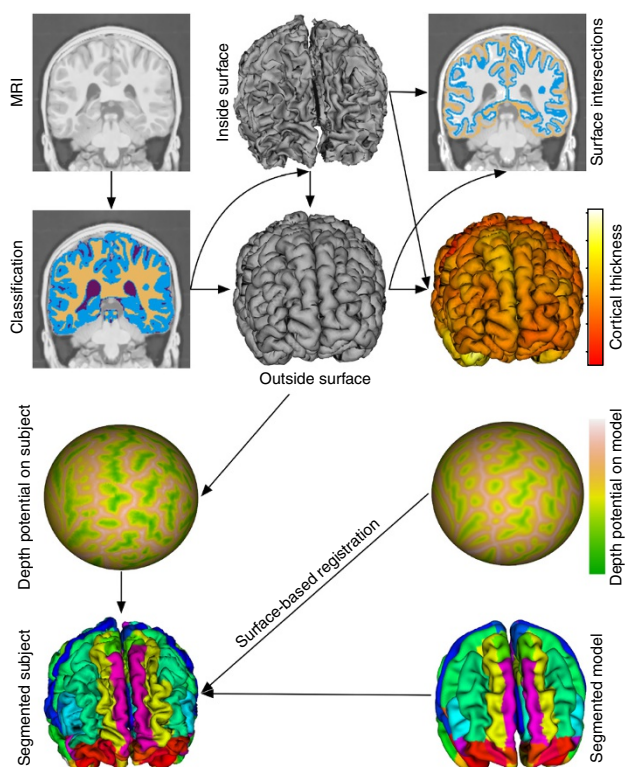 MRI
Inside surface
Surface intersections
Classification
Outside surface
Cortical thickness
Depth potential on subject
Depth potential on model
Surface-based registration
Segmented subject
Segmented model